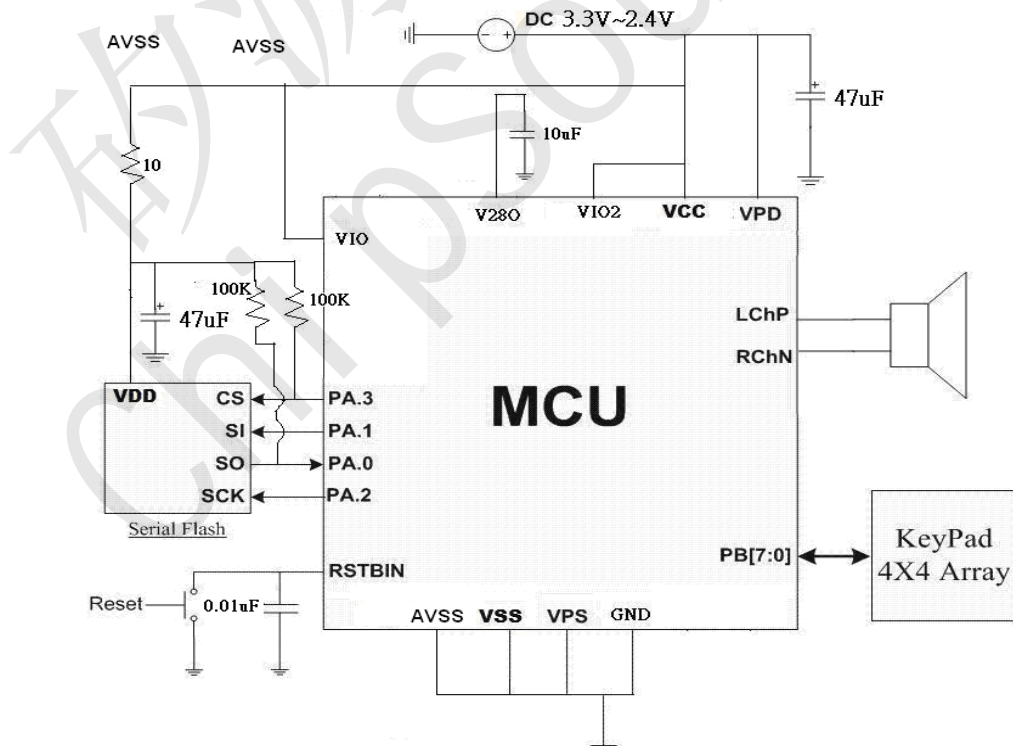 DC 3.3V~2.4V
AVSS
AVSS
47uF
10uF
10
V28O
VIO2
VCC
VPD
VIO
100K
100K
47uF
LChP
RChN
MCU
VDD
CS
SI
SO
SCK
PA.3
PA.1
PA.0
PA.2
Serial Flash
RSTBIN
PB[7:0]
KeyPad
4X4 Array
Reset
0.01uF
AVSS
VSS
VPS
GND